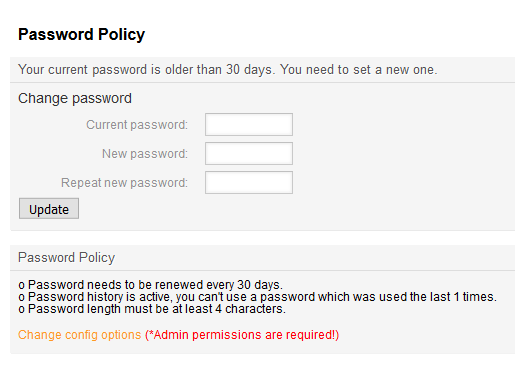 Password Policy
Your current password is older than 30 days. You need to set a new one.
Change password
Current password:
New password:
Repeat new password:
Update
Password Policy
o Password needs to be renewed every 30 days.
o Password history is active, you can't use a password which was used the last 1 times.
o Password length must be at least 4 characters.
Change config options (*Admin permissions are required!)